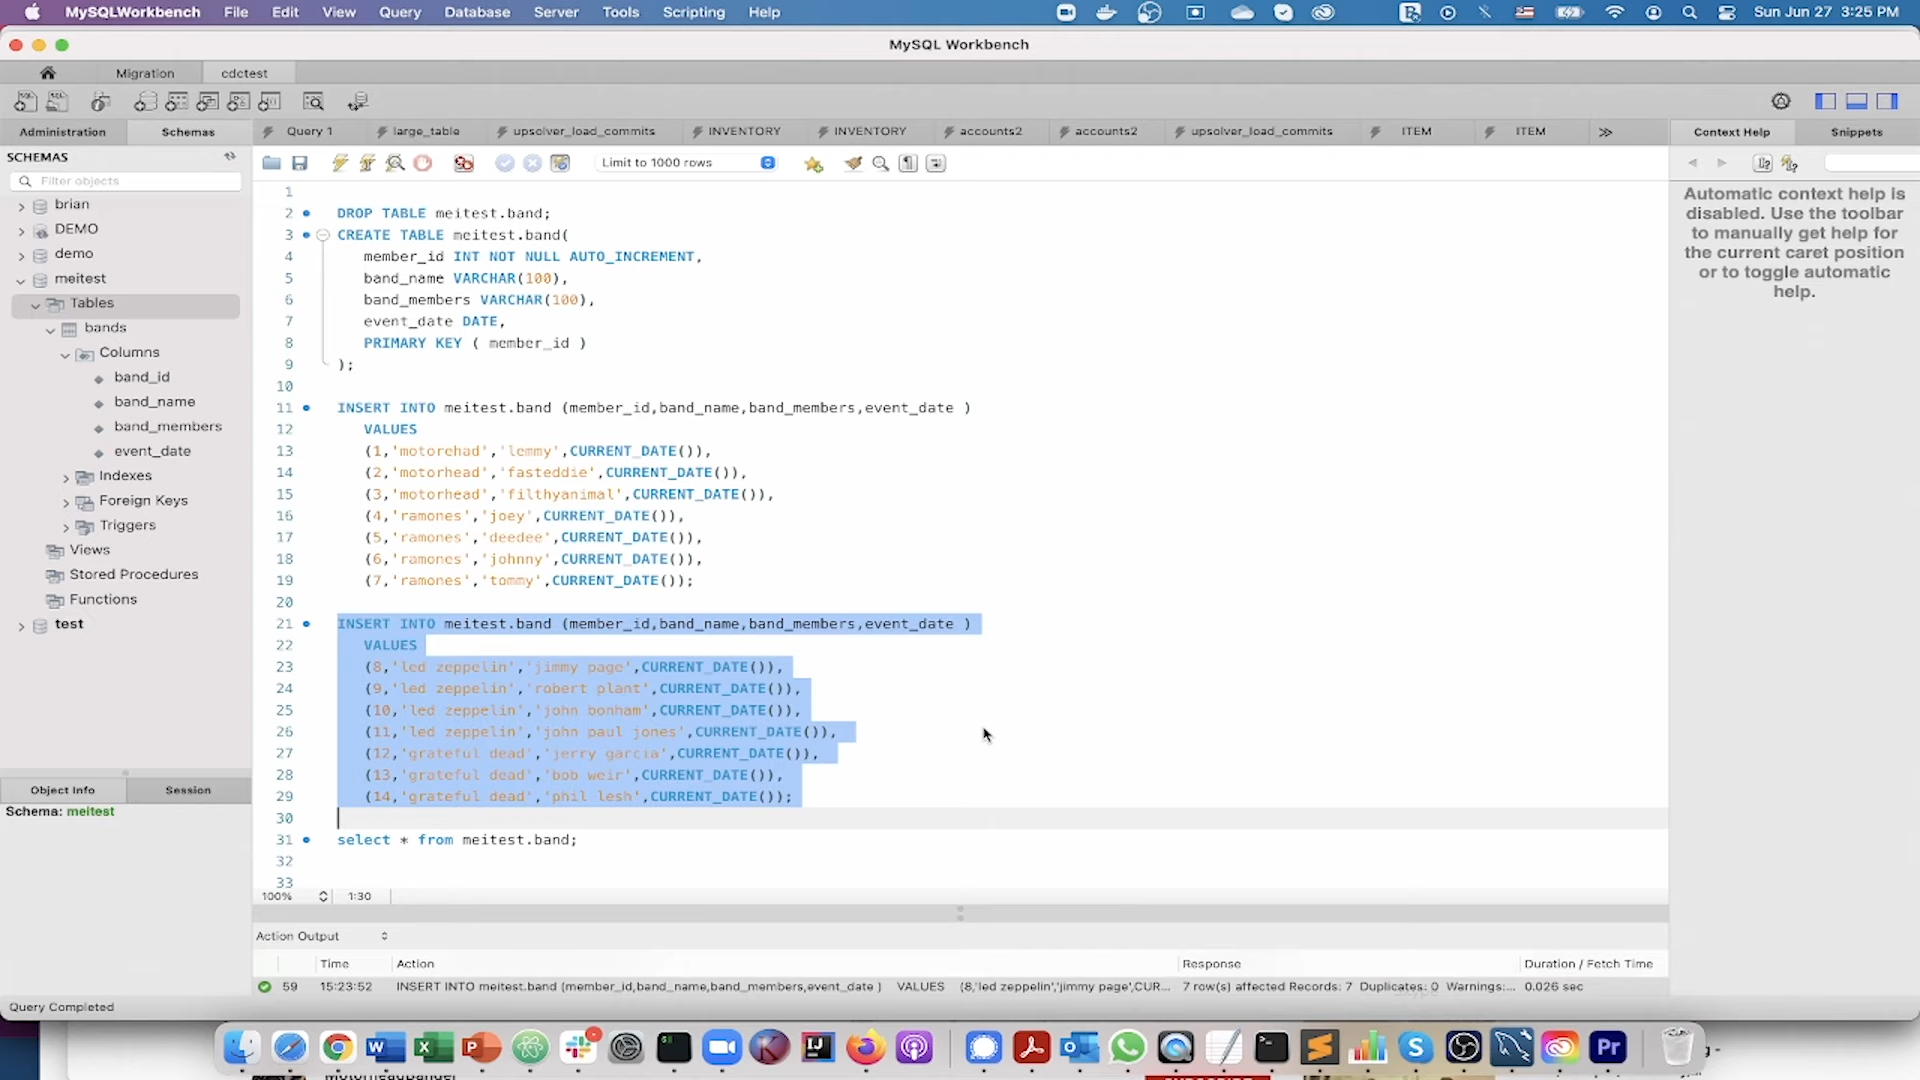 MySQLWorkbench File Edit View Query Database Server Tools Scripting Help Sun Jun 27 3:25 PM
MySQL Workbench
Migration cdctest
Administration Schemas
Query 1 large_table upsolver_load_commits INVENTORY INVENTORY accounts2 accounts2 upsolver_load_commits ITEM ITEM
Context Help Snippets
SCHEMAS
Filter objects
brian
DEMO
demo
meitest
Tables
bands
Columns
band_id
band_name
band_members
event_date
Indexes
Foreign Keys
Triggers
Views
Stored Procedures
Functions
test
Object Info Session
Schema: meitest
Limit to 1000 rows
1
2 DROP TABLE meitest.band;
3 CREATE TABLE meitest.band(
4 member_id INT NOT NULL AUTO_INCREMENT,
5 band_name VARCHAR(100),
6 band_members VARCHAR(100),
7 event_date DATE,
8 PRIMARY KEY ( member_id )
9 );
10
11 INSERT INTO meitest.band (member_id,band_name,band_members,event_date )
12 VALUES
13 (1,'motorehad','lemmy',CURRENT_DATE()),
14 (2,'motorhead','fasteddie',CURRENT_DATE()),
15 (3,'motorhead','filthyanimal',CURRENT_DATE()),
16 (4,'ramones','joey',CURRENT_DATE()),
17 (5,'ramones','deedee',CURRENT_DATE()),
18 (6,'ramones','johnny',CURRENT_DATE()),
19 (7,'ramones','tommy',CURRENT_DATE());
20
21 INSERT INTO meitest.band (member_id,band_name,band_members,event_date )
22 VALUES
23 (8,'led zeppelin','jimmy page',CURRENT_DATE()),
24 (9,'led zeppelin','robert plant',CURRENT_DATE()),
25 (10,'led zeppelin','john bonham',CURRENT_DATE()),
26 (11,'led zeppelin','john paul jones',CURRENT_DATE()),
27 (12,'grateful dead','jerry garcia',CURRENT_DATE()),
28 (13,'grateful dead','bob weir',CURRENT_DATE()),
29 (14,'grateful dead','phil lesh',CURRENT_DATE());
30
31 select * from meitest.band;
32
33
100% 1:30
Automatic context help is
disabled. Use the toolbar
to manually get help for
the current caret position
or to toggle automatic
help.
Action Output
Time Action Response Duration / Fetch Time
59 15:23:52 INSERT INTO meitest.band (member_id,band_name,band_members,event_date ) VALUES (8,'led zeppelin','jimmy page',CUR... 7 row(s) affected Records: 7 Duplicates: 0 Warnings:... 0.026 sec
Query Completed